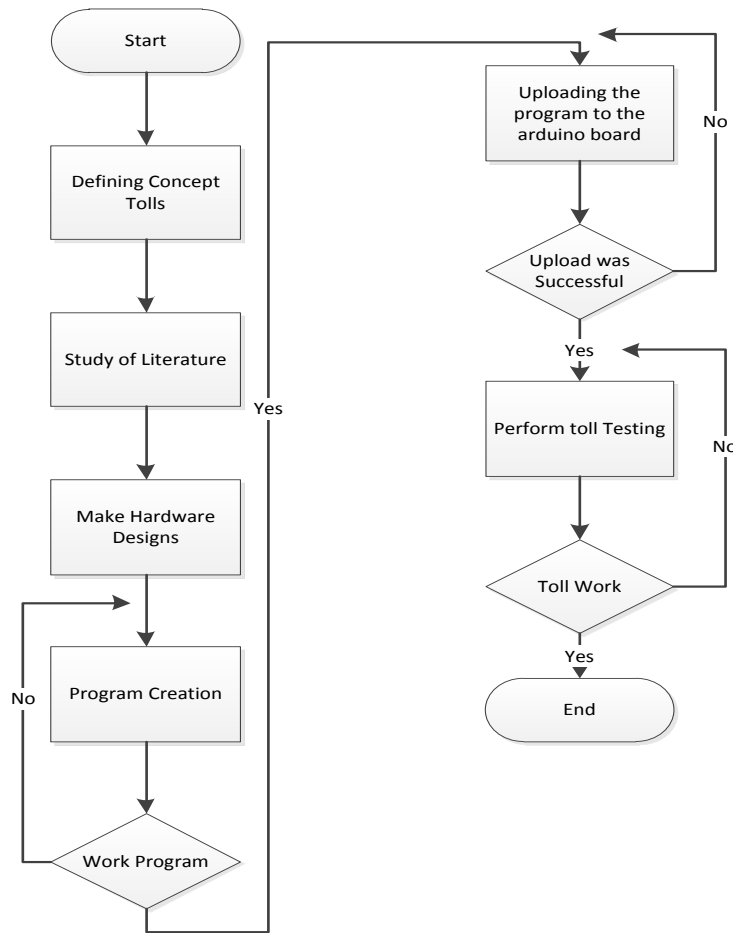 Start
Defining Concept
Tolls
Study of Literature
Make Hardware
Designs
Program Creation
No
Work Program
Yes
Uploading the
program to the
arduino board
No
Upload was
Successful
Yes
Perform toll Testing
No
Toll Work
Yes
End